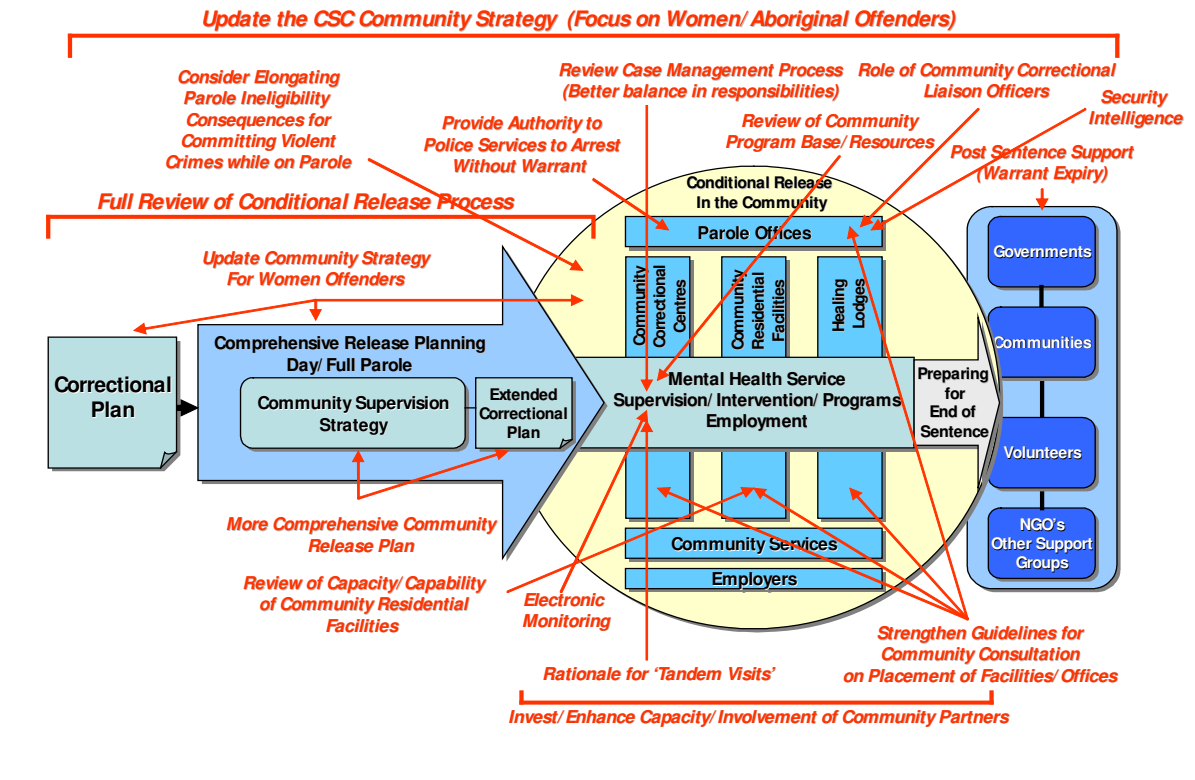 Update the CSC Community Strategy (Focus on Women/ Aboriginal Offenders)
Consider Elongating
Parole Ineligibility
Consequences for
Committing Violent
Crimes while on Parole
Provide Authority to
Police Services to Arrest
Without Warrant
Review Case Management Process
(Better balance in responsibilities)
Review of Community
Program Base/ Resources
Role of Community Correctional
Liaison Officers
Security
Intelligence
Post Sentence Support
(Warrant Expiry)
Full Review of Conditional Release Process
Update Community Strategy
For Women Offenders
Conditional Release
In the Community
Parole Offices
Community
Correctional
Centres
Community
Residential
Facilities
Healing
Lodges
Correctional
Plan
Comprehensive Release Planning
Day/ Full Parole
Community Supervision
Strategy
Extended
Correctional
Plan
Mental Health Service
Supervision/ Intervention/ Programs
Employment
Preparing
for
End of
Sentence
Governments
Communities
Volunteers
NGO's
Other Support
Groups
Community Services
Employers
More Comprehensive Community
Release Plan
Review of Capacity/ Capability
of Community Residential
Facilities
Electronic
Monitoring
Rationale for ‘Tandem Visits’
Strengthen Guidelines for
Community Consultation
on Placement of Facilities/ Offices
Invest/ Enhance Capacity/ Involvement of Community Partners